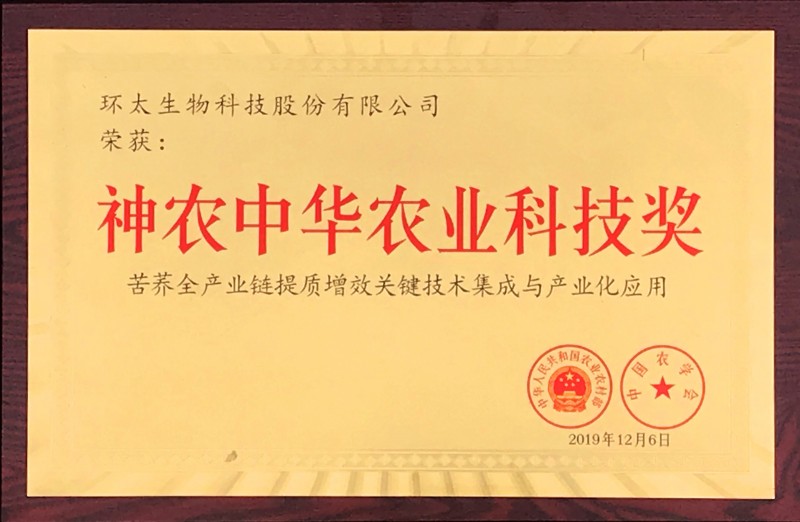 环太生物科技股份有限公司
荣获：
神农中华农业科技奖
苦荞全产业链提质增效关键技术集成与产业化应用
中华人民共和国农业农村部
中国农学会
2019年12月6日